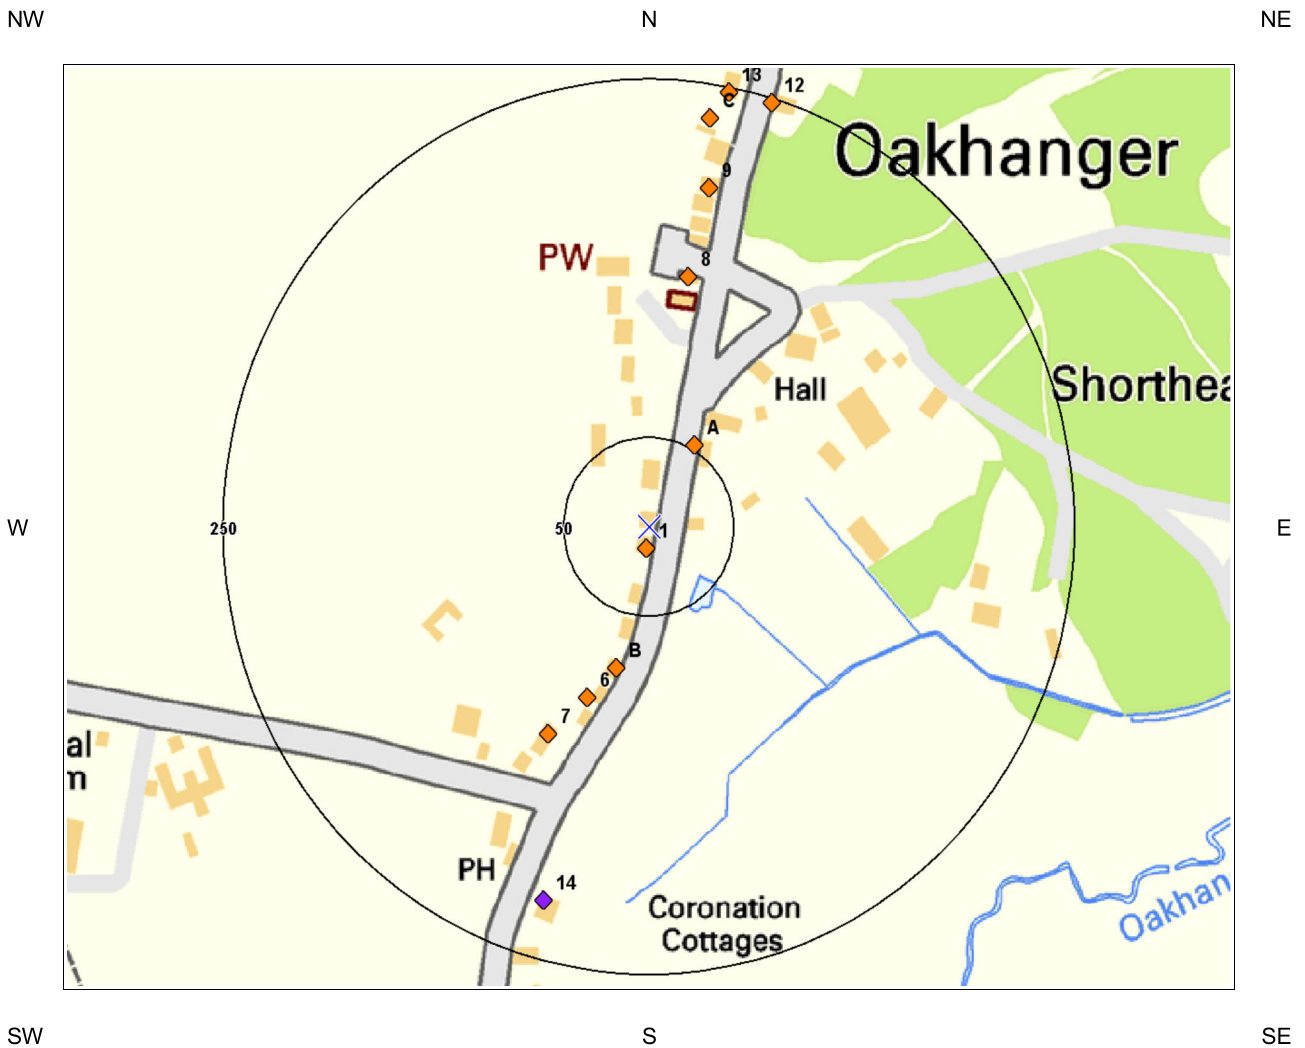 NW N NE
13
12
C
Oakhanger
9
PW
8
Shorthea
Hall
A
W 250 50 1 E
B
6
7
al
m
PH
14
Coronation
Cottages
Oakhan
SW S SE